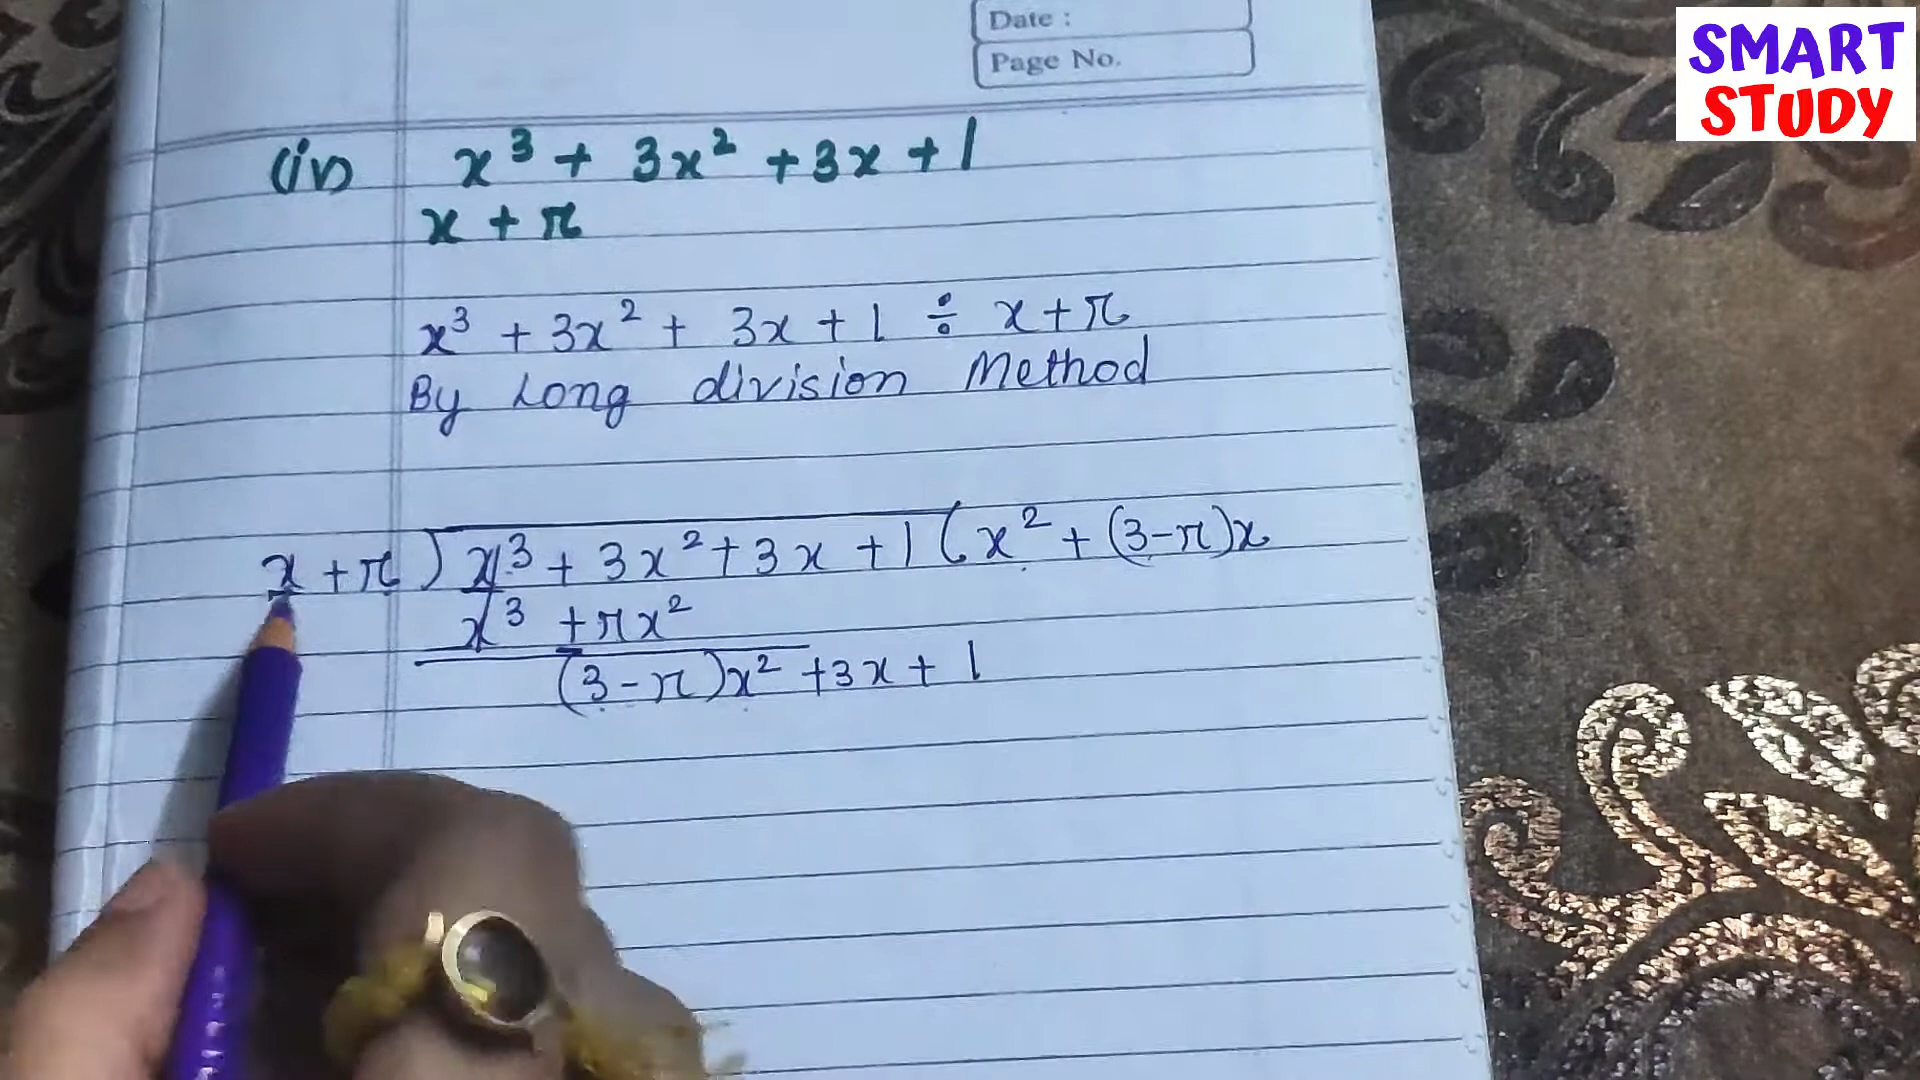 Date :
Page No.
SMART
STUDY
(iv) x³ + 3x² + 3x + 1
x + π
x³ + 3x² + 3x + 1 ÷ x + π
By Long division Method
x + π ) x³ + 3x² + 3x + 1 ( x² + (3-π)x
x³ + πx²
(3-π)x² + 3x + 1